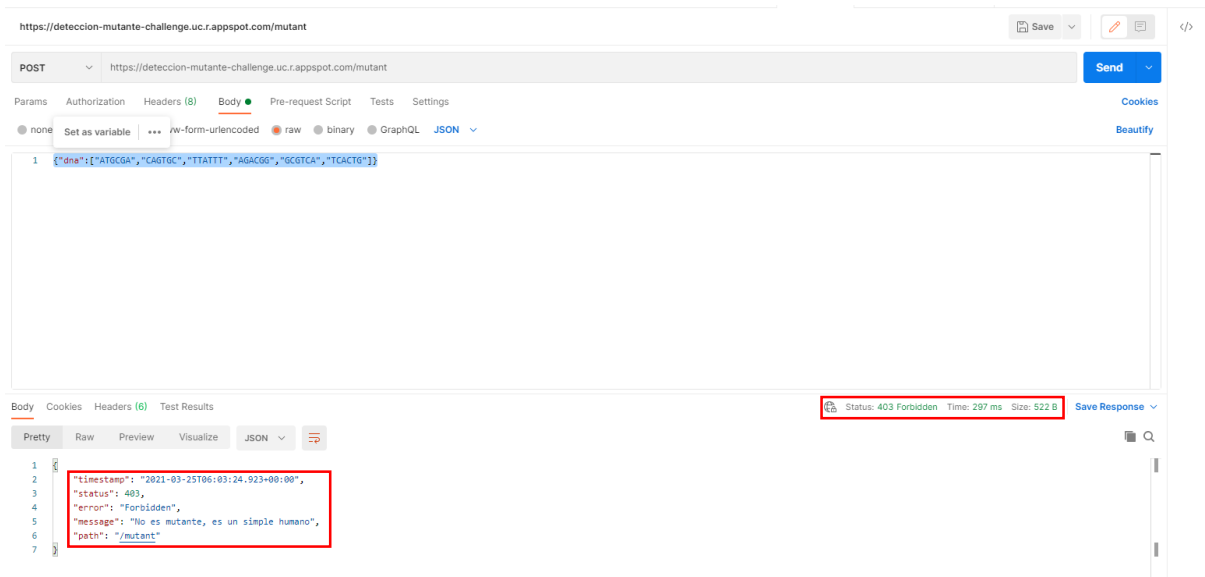 https://deteccion-mutante-challenge.uc.r.appspot.com/mutant Save </>
POST https://deteccion-mutante-challenge.uc.r.appspot.com/mutant Send
Params Authorization Headers (8) Body Pre-request Script Tests Settings Cookies
none Set as variable ••• vw-form-urlencoded raw binary GraphQL JSON Beautify
1 {"dna":["ATGCGA","CAGTGC","TTATTT","AGACGG","GCGTCA","TCACTG"]}
Body Cookies Headers (6) Test Results Status: 403 Forbidden Time: 297 ms Size: 522 B Save Response
Pretty Raw Preview Visualize JSON
1 {
2 "timestamp": "2021-03-25T06:03:24.923+00:00",
3 "status": 403,
4 "error": "Forbidden",
5 "message": "No es mutante, es un simple humano",
6 "path": "/mutant"
7 }